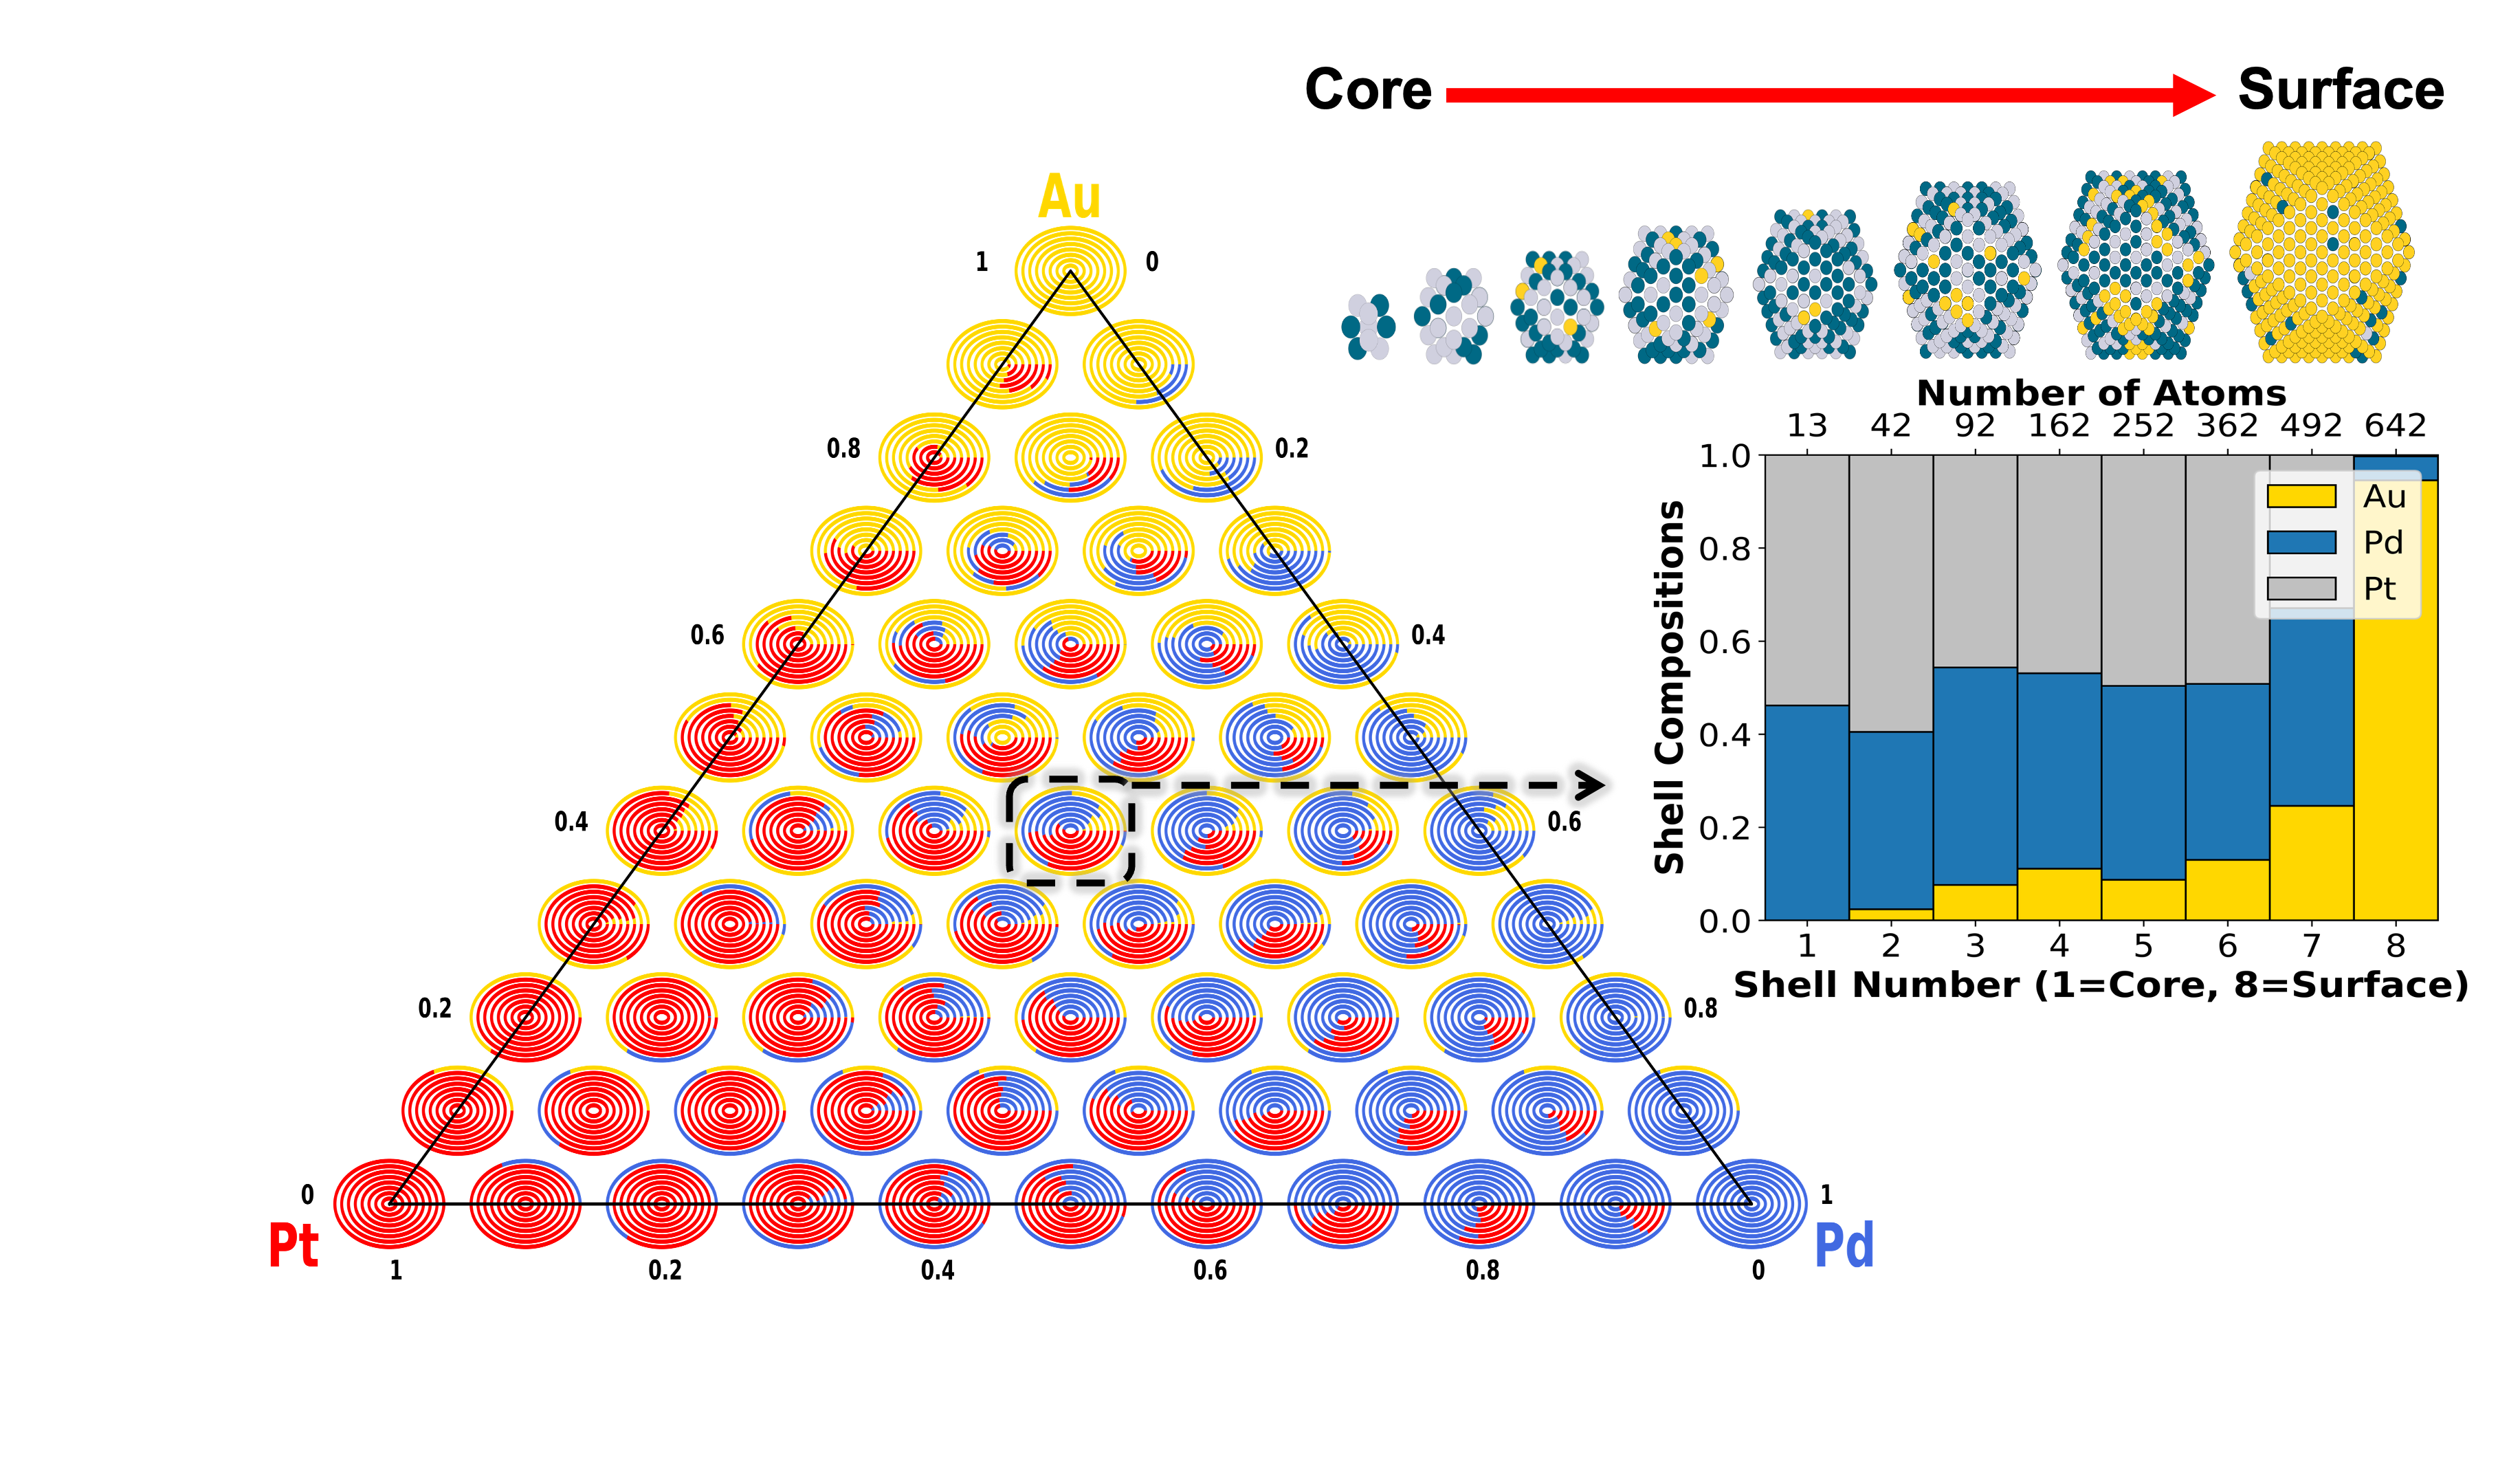 Core
Surface
Au
1
0
0.8
0.2
0.6
0.4
0.4
0.6
0.2
0.8
0
1
Pt
Pd
1
0.2
0.4
0.6
0.8
0
Number of Atoms
13 42 92 162 252 362 492 642
Shell Compositions
1.0
0.8
0.6
0.4
0.2
0.0
Au
Pd
Pt
1 2 3 4 5 6 7 8
Shell Number (1=Core, 8=Surface)